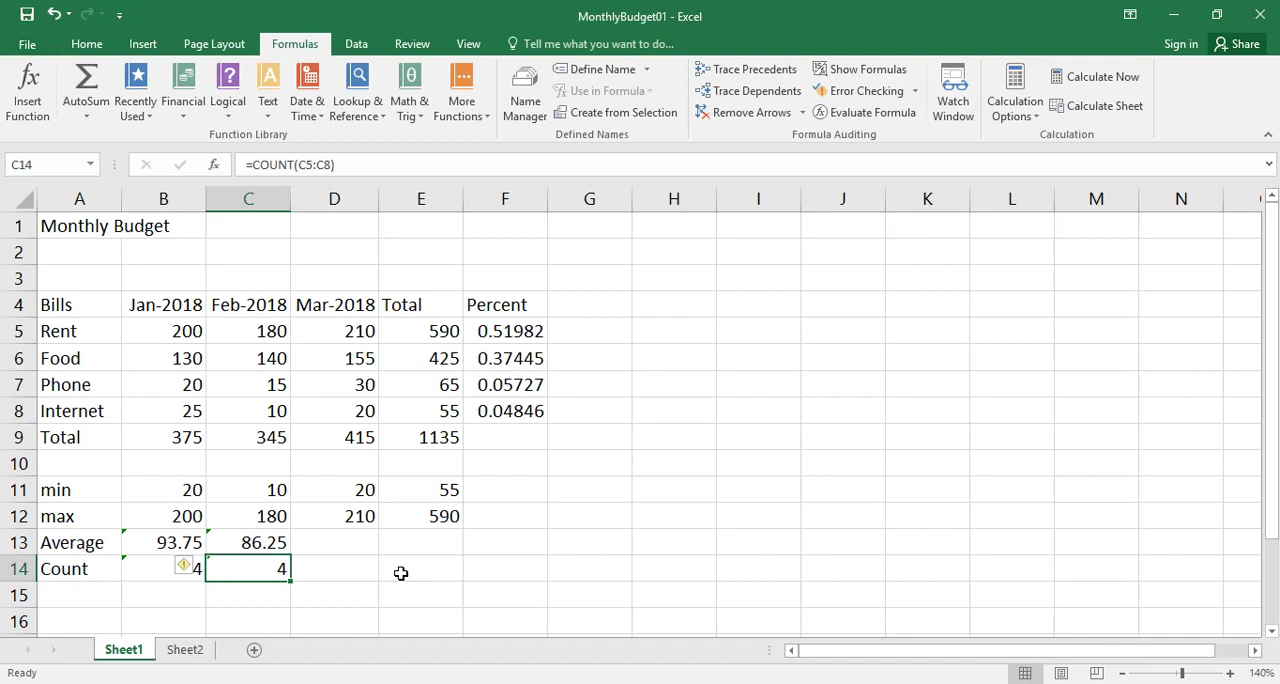 MonthlyBudget01 - Excel
File Home Insert Page Layout Formulas Data Review View Tell me what you want to do... Sign in Share
fx Σ A ? θ
Insert Function
AutoSum
Recently Used
Financial
Logical
Text
Date & Time
Lookup & Reference
Math & Trig
More Functions
Function Library
Name Manager
Define Name
Use in Formula
Create from Selection
Defined Names
Trace Precedents
Trace Dependents
Remove Arrows
Show Formulas
Error Checking
Evaluate Formula
Formula Auditing
Watch Window
Calculation Options
Calculate Now
Calculate Sheet
Calculation
C14 fx =COUNT(C5:C8)
A B C D E F G H I J K L M N
1 Monthly Budget
2
3
4 Bills Jan-2018 Feb-2018 Mar-2018 Total Percent
5 Rent 200 180 210 590 0.51982
6 Food 130 140 155 425 0.37445
7 Phone 20 15 30 65 0.05727
8 Internet 25 10 20 55 0.04846
9 Total 375 345 415 1135
10
11 min 20 10 20 55
12 max 200 180 210 590
13 Average 93.75 86.25
14 Count 4 4
15
16
Sheet1 Sheet2
Ready 140%